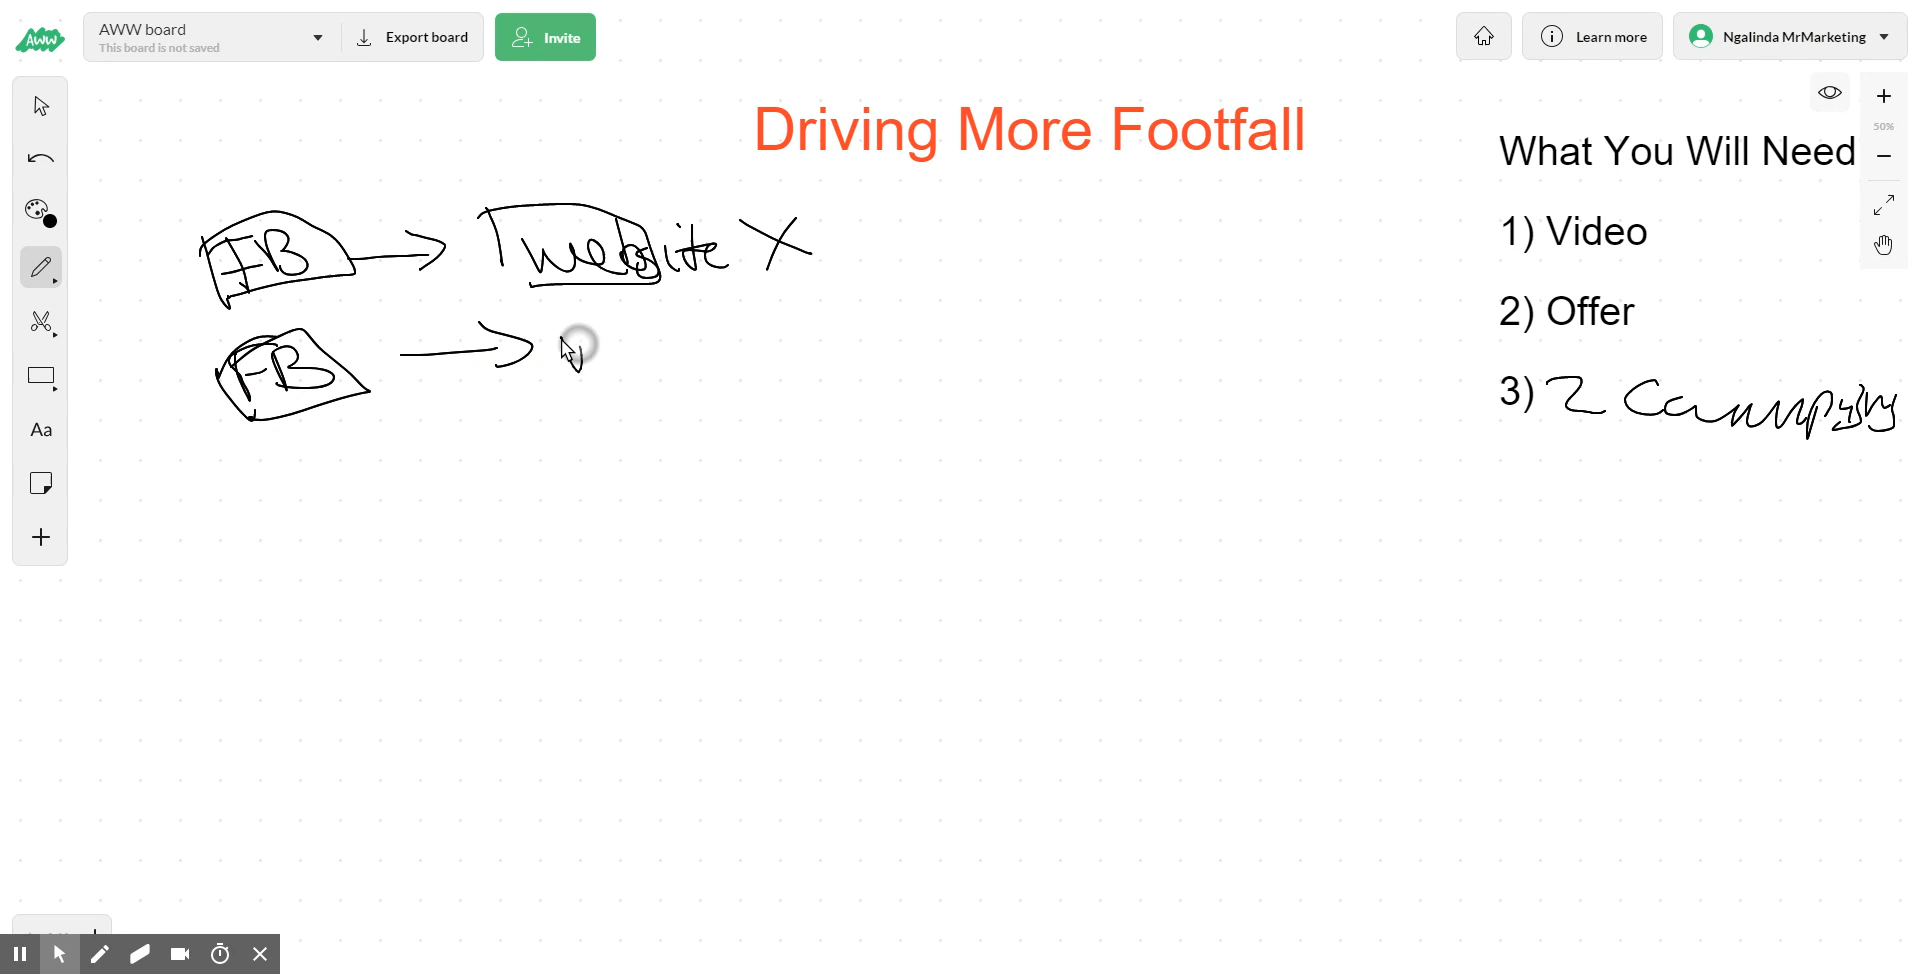 AWW
AWW board
This board is not saved
Export board
Invite
Learn more
Ngalinda MrMarketing
50%
Driving More Footfall
What You Will Need
1) Video
2) Offer
3) 2
FB → website X
FB →
Aa